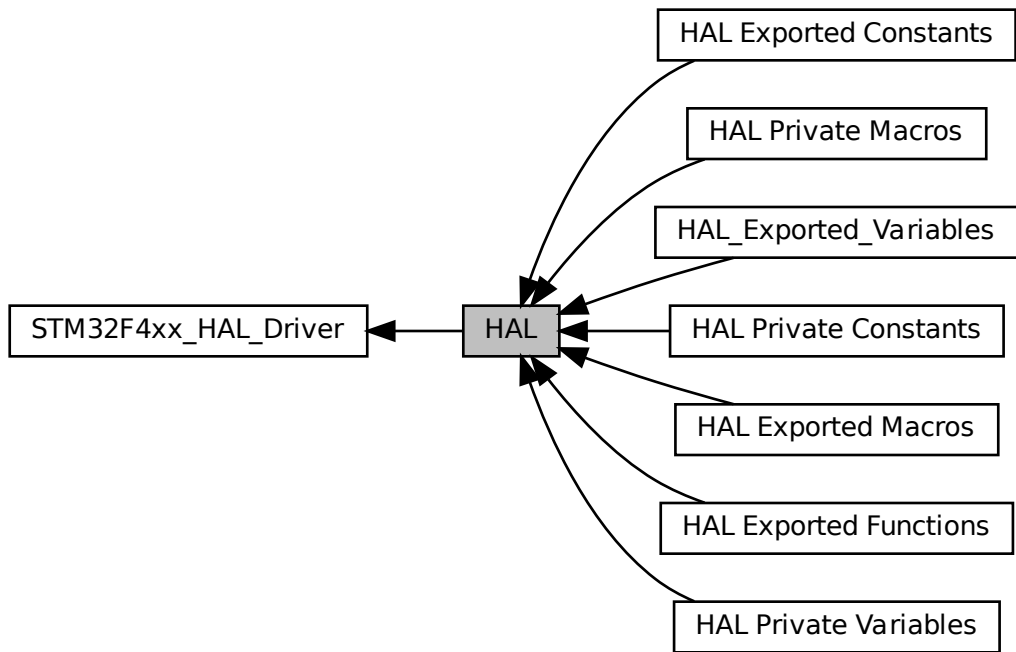 HAL Exported Constants
HAL Private Macros
HAL_Exported_Variables
STM32F4xx_HAL_Driver
HAL
HAL Private Constants
HAL Exported Macros
HAL Exported Functions
HAL Private Variables